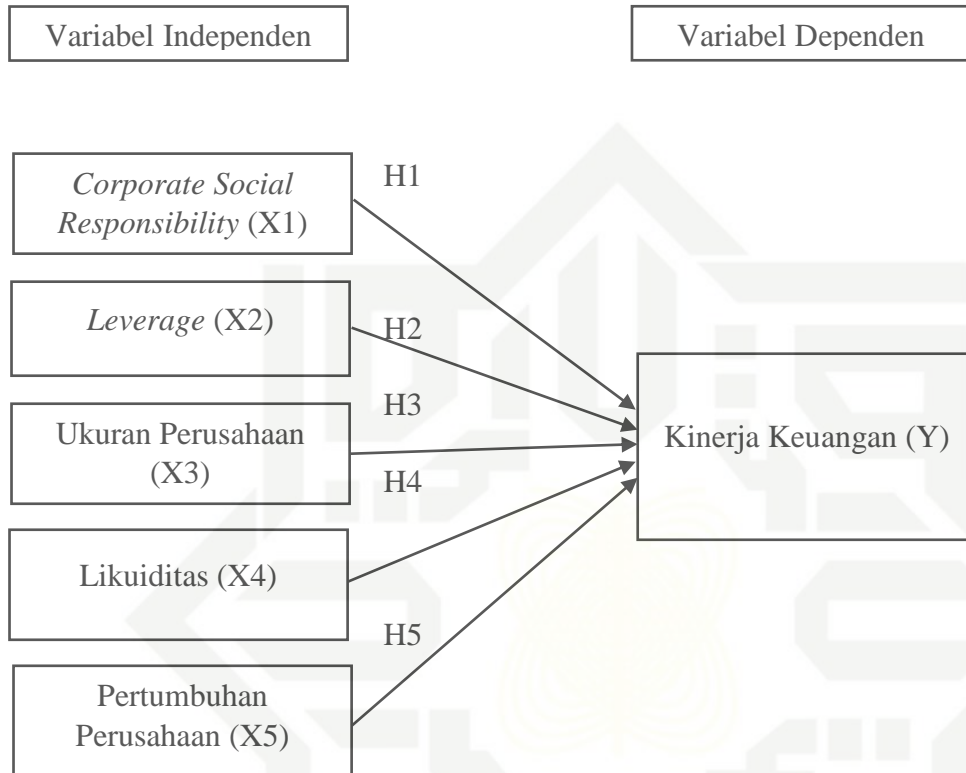 Variabel Independen
Variabel Dependen
Corporate Social
Responsibility (X1)
H1
Leverage (X2)
H2
Ukuran Perusahaan
(X3)
H3
Kinerja Keuangan (Y)
H4
Likuiditas (X4)
H5
Pertumbuhan
Perusahaan (X5)